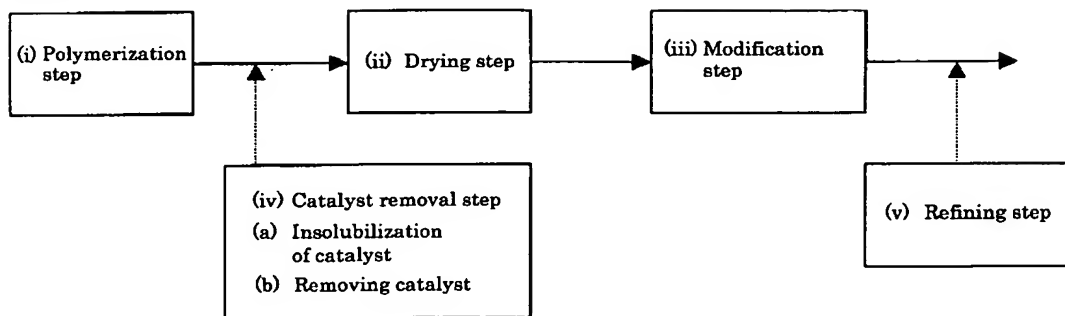 (i) Polymerization
step
(ii) Drying step
(iii) Modification
step
(iv) Catalyst removal step
(a) Insolubilization
of catalyst
(b) Removing catalyst
(v) Refining step